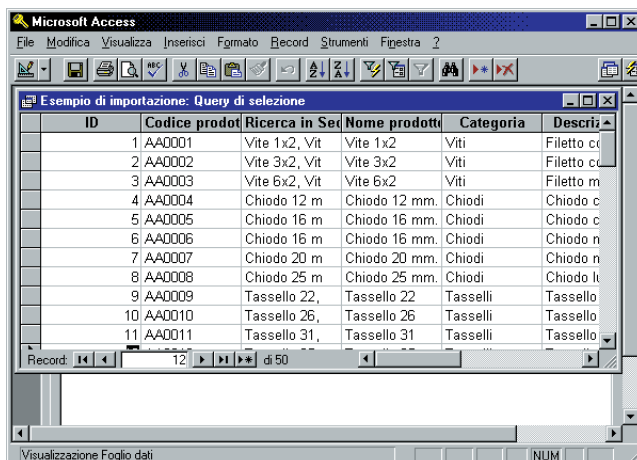 Microsoft Access
File Modifica Visualizza Inserisci Formato Record Strumenti Finestra ?
Esempio di importazione: Query di selezione
ID Codice prodot Ricerca in Sec Nome prodotto Categoria Descriz
1 AA0001 Vite 1x2, Vit Vite 1x2 Viti Filetto co
2 AA0002 Vite 3x2, Vit Vite 3x2 Viti Filetto co
3 AA0003 Vite 6x2, Vit Vite 6x2 Viti Filetto m
4 AA0004 Chiodo 12 m Chiodo 12 mm. Chiodi Chiodo c
5 AA0005 Chiodo 16 m Chiodo 16 mm. Chiodi Chiodo c
6 AA0006 Chiodo 16 m Chiodo 16 mm. Chiodi Chiodo n
7 AA0007 Chiodo 20 m Chiodo 20 mm. Chiodi Chiodo n
8 AA0008 Chiodo 25 m Chiodo 25 mm. Chiodi Chiodo lu
9 AA0009 Tassello 22, Tassello 22 Tasselli Tassello
10 AA0010 Tassello 26, Tassello 26 Tasselli Tassello
11 AA0011 Tassello 31, Tassello 31 Tasselli Tassello
Record: 12 di 50
Visualizzazione Foglio dati NUM